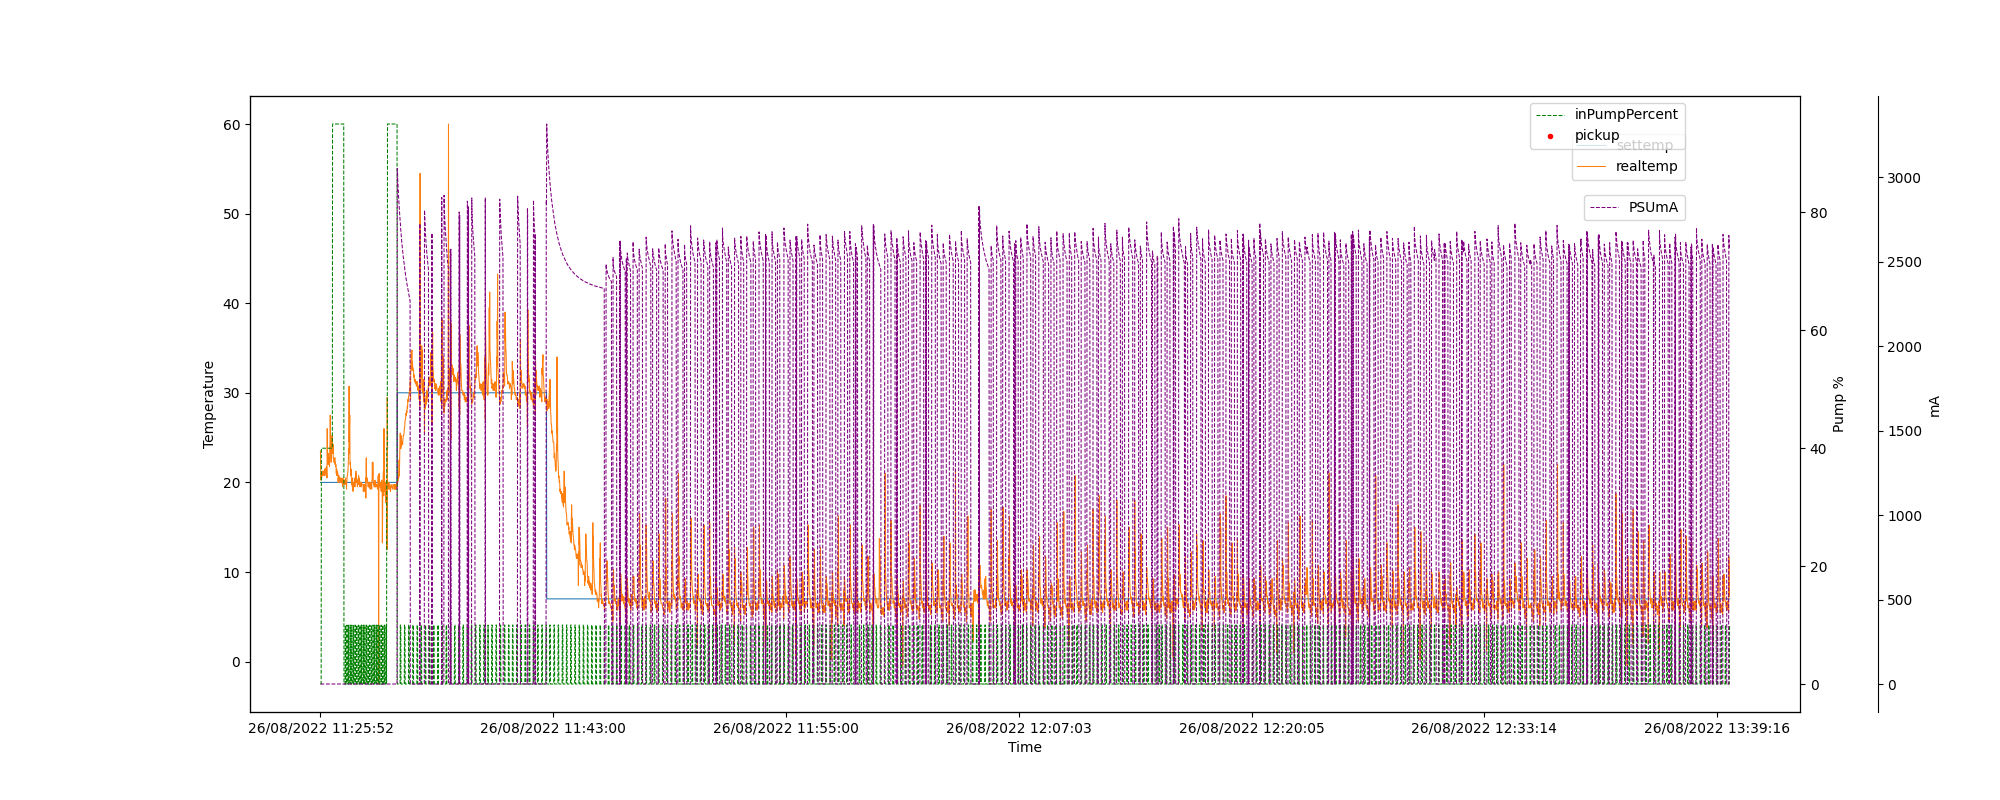 inPumpPercent
pickup
settemp
realtemp
PSUmA
60
50
40
30
20
10
0
Temperature
80
60
40
20
0
Pump %
3000
2500
2000
1500
1000
500
0
mA
26/08/2022 11:25:52
26/08/2022 11:43:00
26/08/2022 11:55:00
26/08/2022 12:07:03
26/08/2022 12:20:05
26/08/2022 12:33:14
26/08/2022 13:39:16
Time